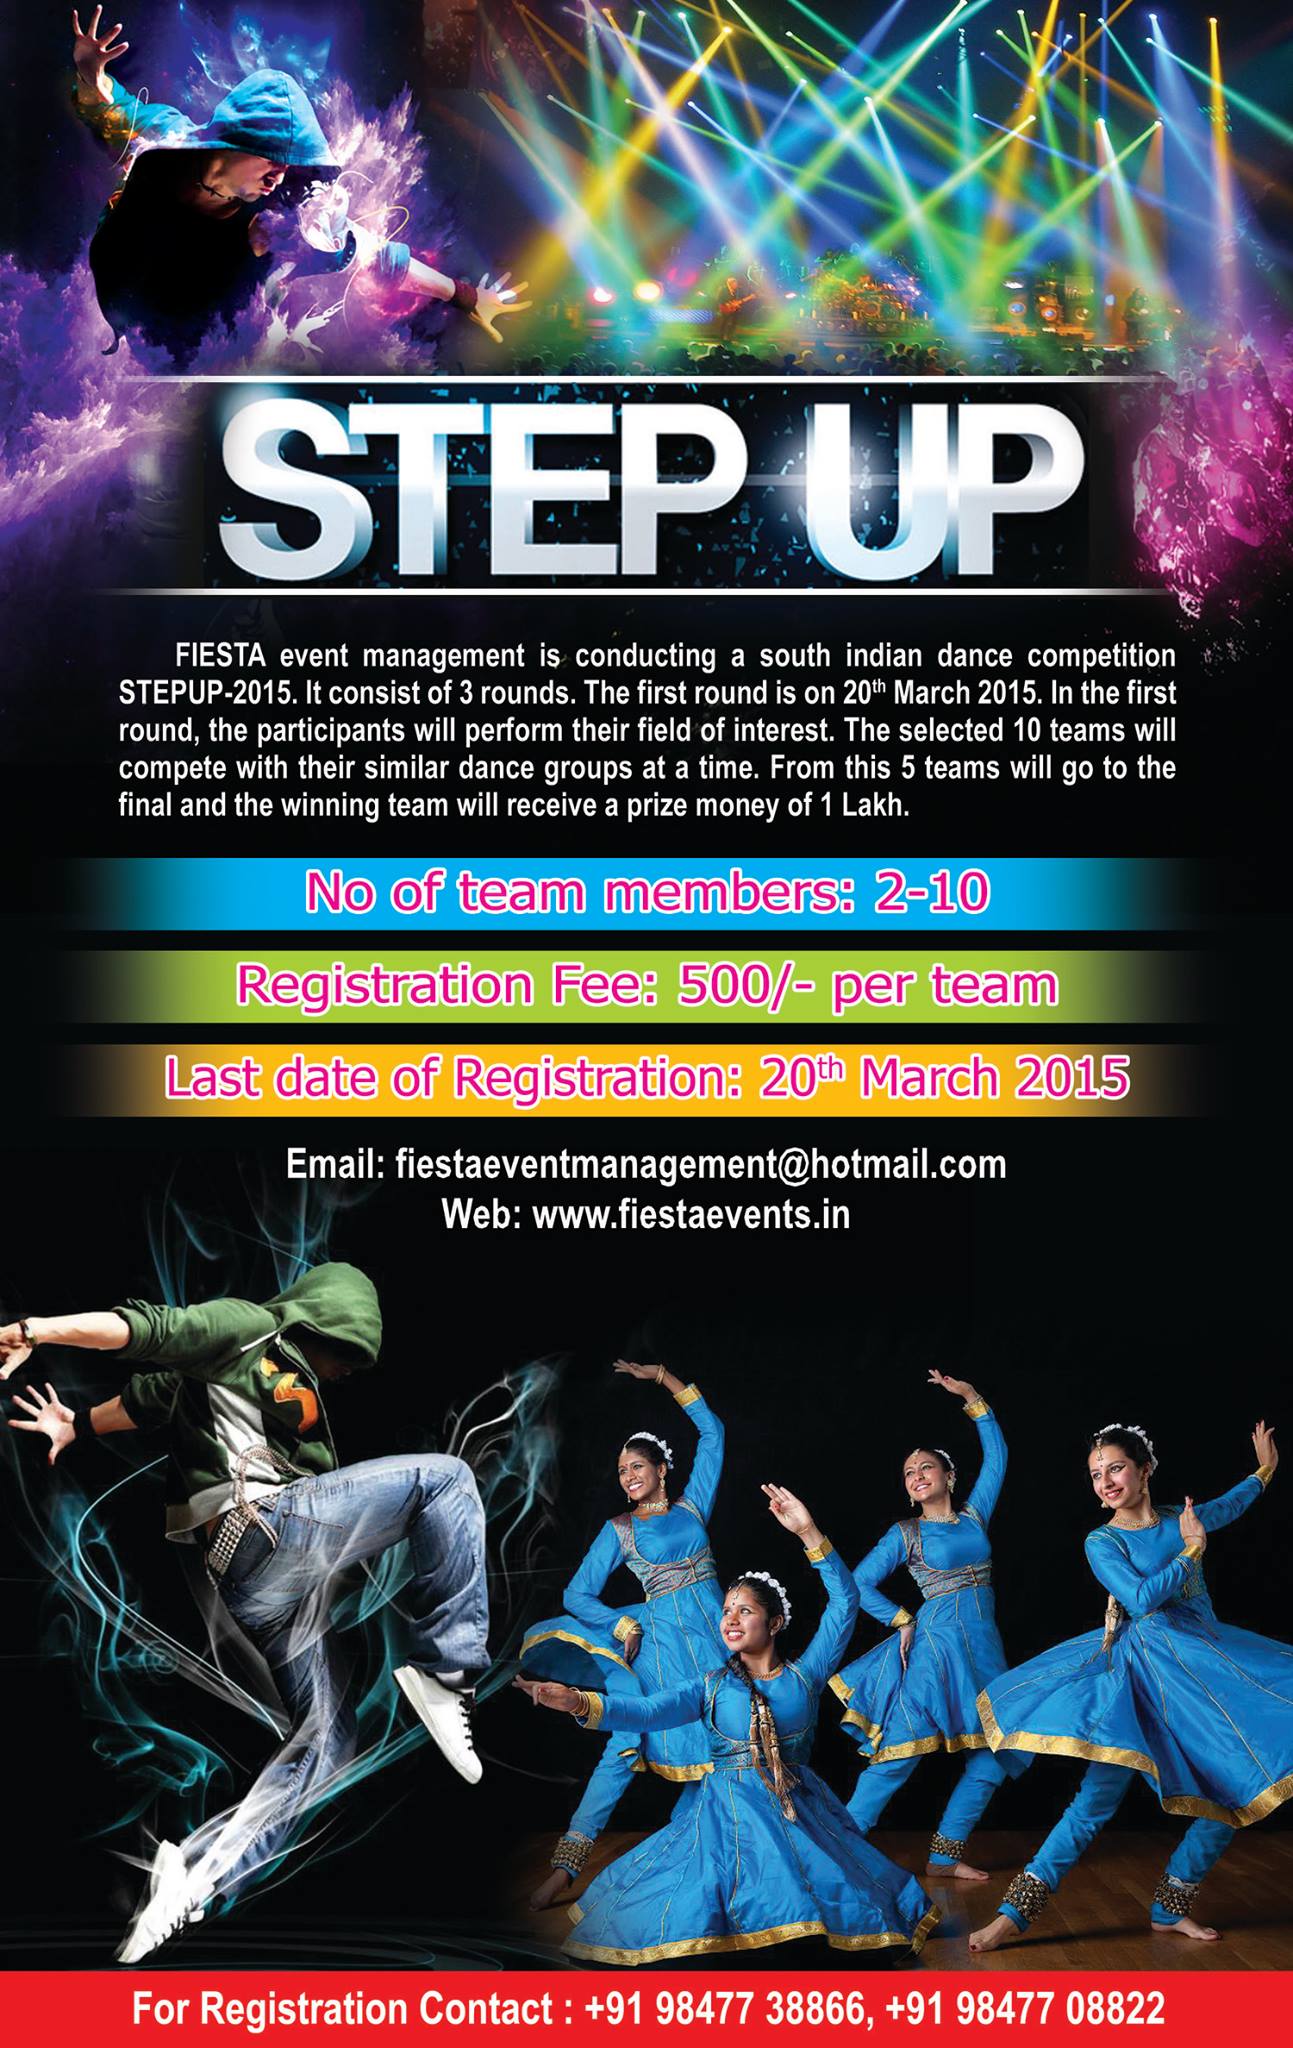 STEP UP
FIESTA event management is conducting a south indian dance competition
STEPUP-2015. It consist of 3 rounds. The first round is on 20th March 2015. In the first
round, the participants will perform their field of interest. The selected 10 teams will
compete with their similar dance groups at a time. From this 5 teams will go to the
final and the winning team will receive a prize money of 1 Lakh.
No of team members: 2-10
Registration Fee: 500/- per team
Last date of Registration: 20th March 2015
Email: fiestaeventmanagement@hotmail.com
Web: www.fiestaevents.in
For Registration Contact : +91 98477 38866, +91 98477 08822